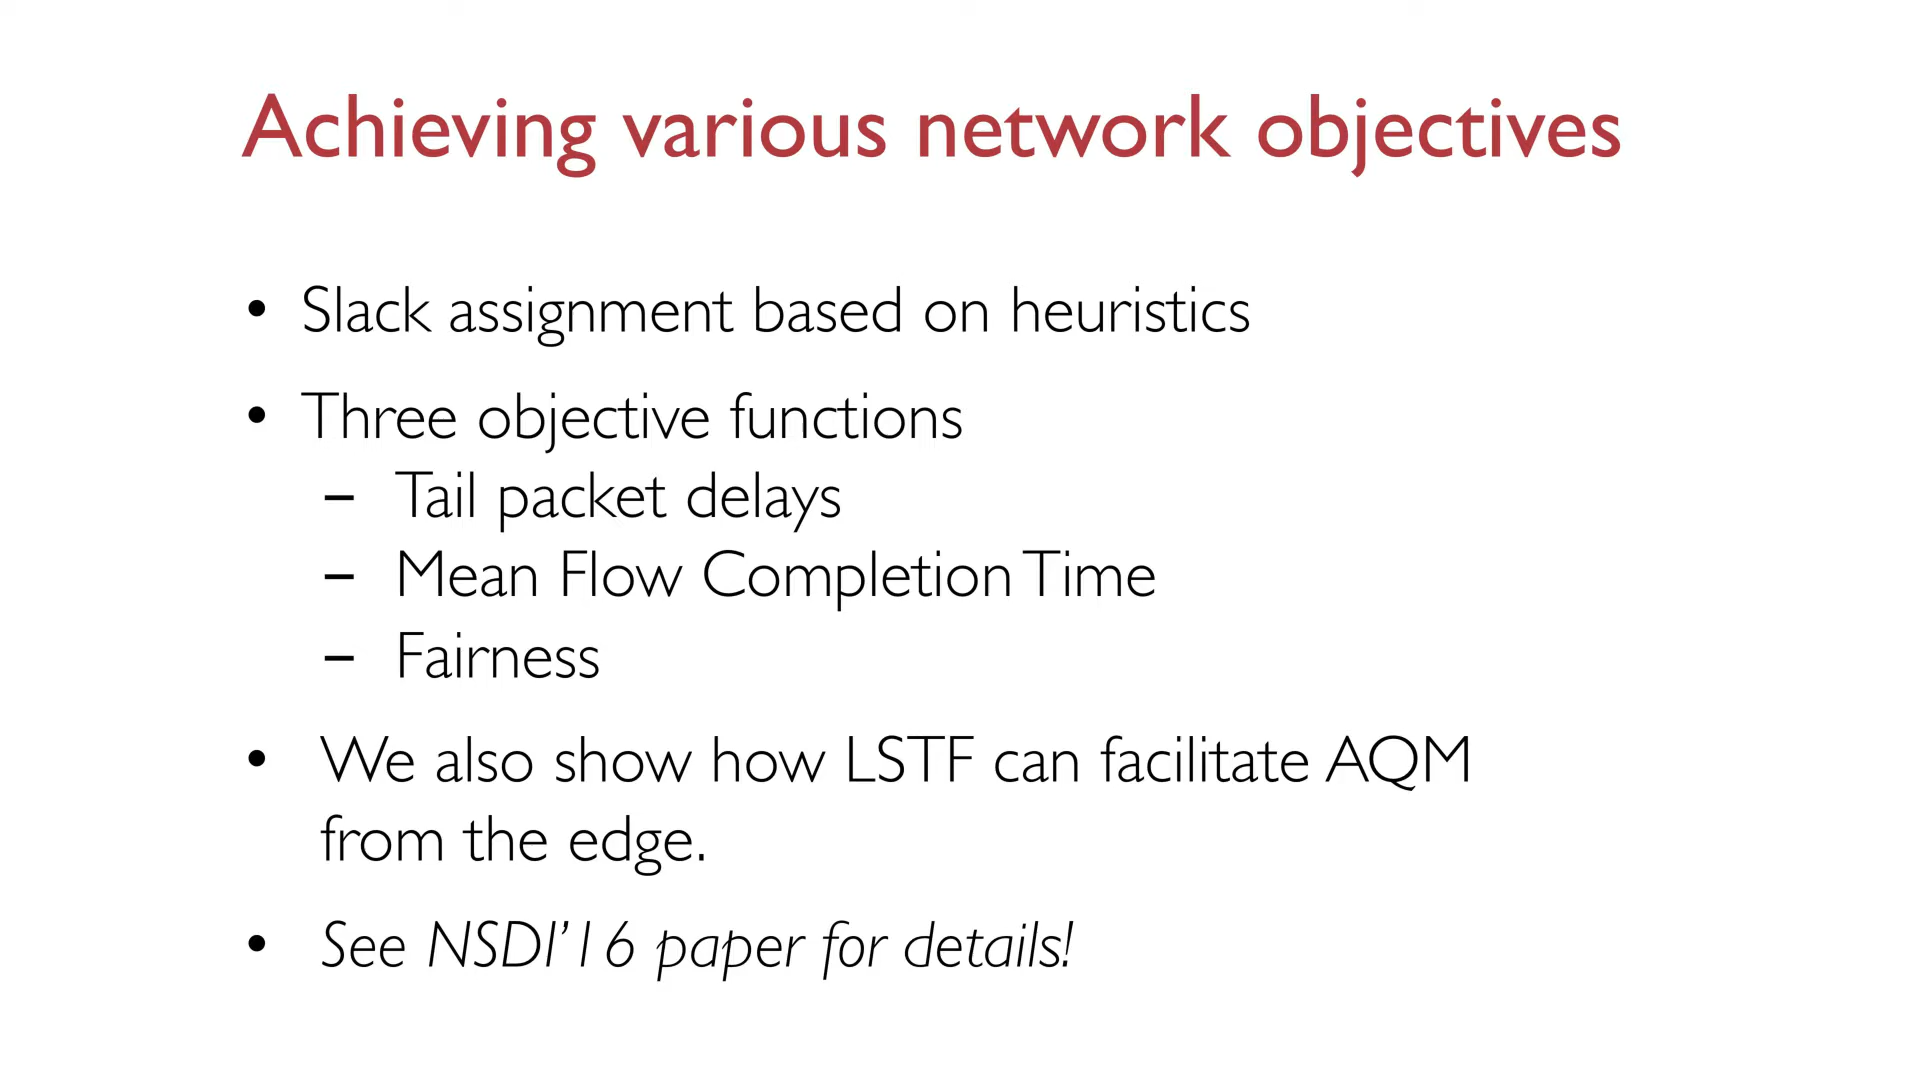 Achieving various network objectives
• Slack assignment based on heuristics
• Three objective functions
– Tail packet delays
– Mean Flow Completion Time
– Fairness
• We also show how LSTF can facilitate AQM
from the edge.
• See NSDI’16 paper for details!